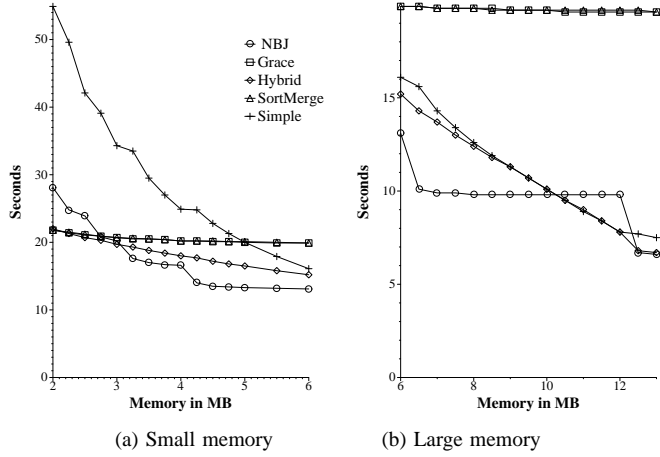 50
40
30
20
10
0
Seconds
2
3
4
5
6
Memory in MB
NBJ
Grace
Hybrid
SortMerge
Simple
(a) Small memory
15
10
5
0
Seconds
6
8
10
12
Memory in MB
(b) Large memory